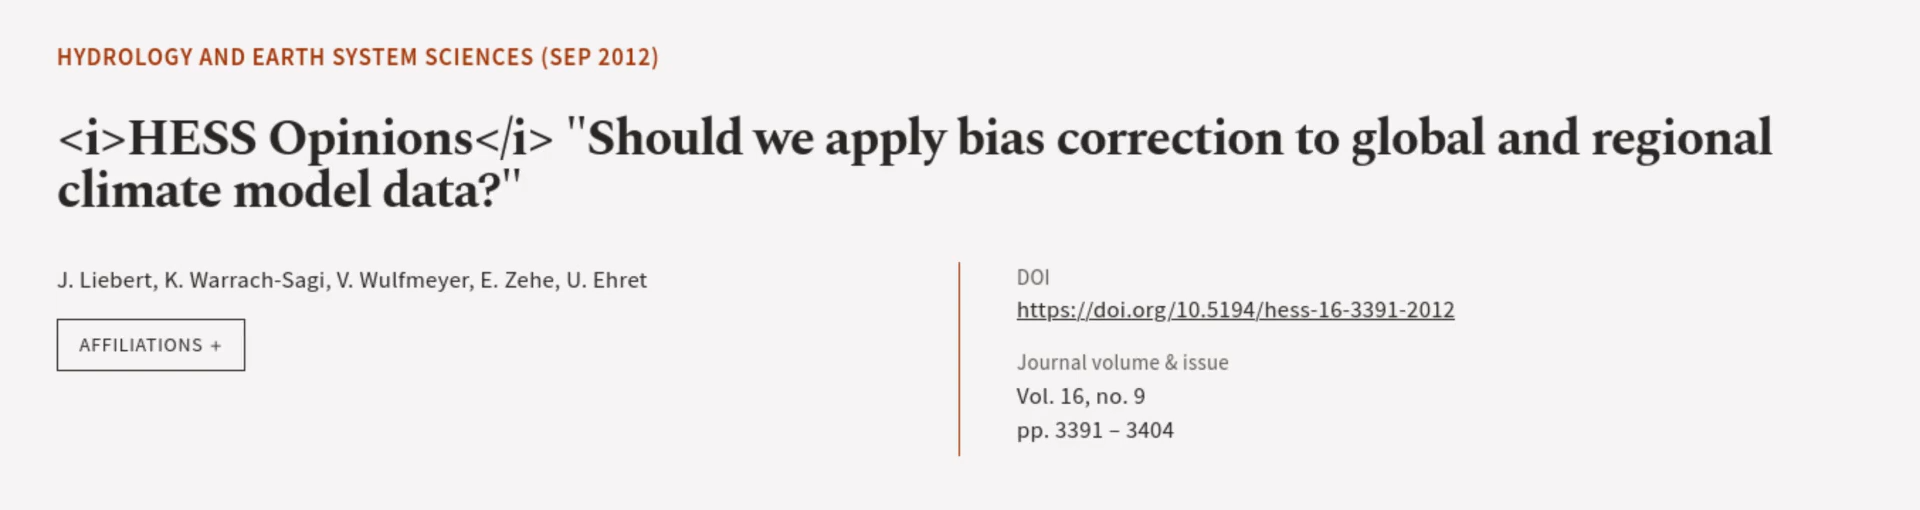 HYDROLOGY AND EARTH SYSTEM SCIENCES (SEP 2012)
<i>HESS Opinions</i> "Should we apply bias correction to global and regional
climate model data?"
J. Liebert, K. Warrach-Sagi, V. Wulfmeyer, E. Zehe, U. Ehret
AFFILIATIONS +
DOI
https://doi.org/10.5194/hess-16-3391-2012
Journal volume & issue
Vol. 16, no. 9
pp. 3391 – 3404